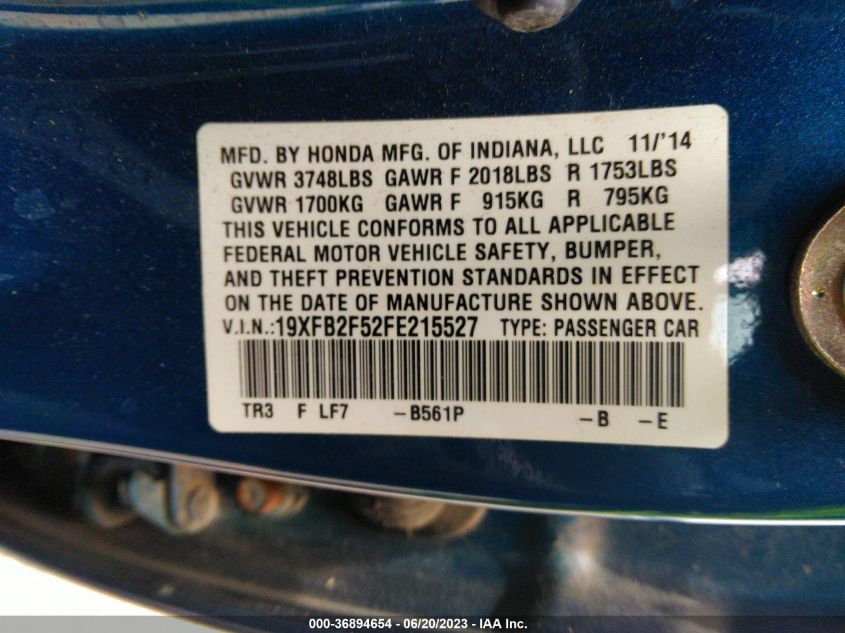 MFD. BY HONDA MFG. OF INDIANA, LLC 11/'14
GVWR 3748LBS GAWR F 2018LBS R 1753LBS
GVWR 1700KG GAWR F 915KG R 795KG
THIS VEHICLE CONFORMS TO ALL APPLICABLE
FEDERAL MOTOR VEHICLE SAFETY, BUMPER,
AND THEFT PREVENTION STANDARDS IN EFFECT
ON THE DATE OF MANUFACTURE SHOWN ABOVE.
V.I.N.:19XFB2F52FE215527 TYPE: PASSENGER CAR
TR3 F LF7 -B561P -B -E
000-36894654 - 06/20/2023 - IAA Inc.